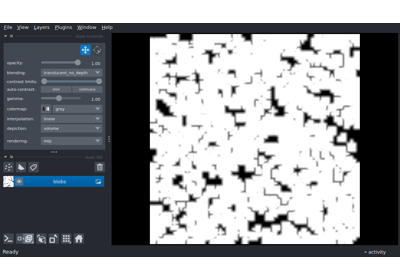 File View Layers Plugins Window Help
opacity: 1.00
blending: translucent_no_depth
contrast limits:
auto-contrast: once continuous
gamma: 1.00
colormap: gray
interpolation: linear
depiction: volume
rendering: mip
blobs
Ready
activity